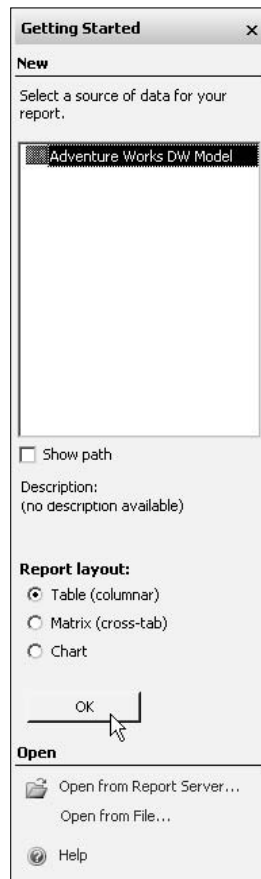 Getting Started
New
Select a source of data for your
report.
Adventure Works DW Model
Show path
Description:
(no description available)
Report layout:
Table (columnar)
Matrix (cross-tab)
Chart
OK
Open
Open from Report Server...
Open from File...
Help